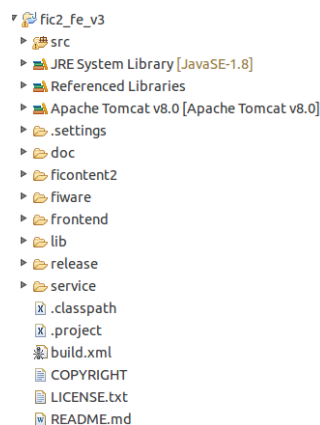 fic2_fe_v3
src
JRE System Library [JavaSE-1.8]
Referenced Libraries
Apache Tomcat v8.0 [Apache Tomcat v8.0]
.settings
doc
ficontent2
fiware
frontend
lib
release
service
.classpath
.project
build.xml
COPYRIGHT
LICENSE.txt
README.md